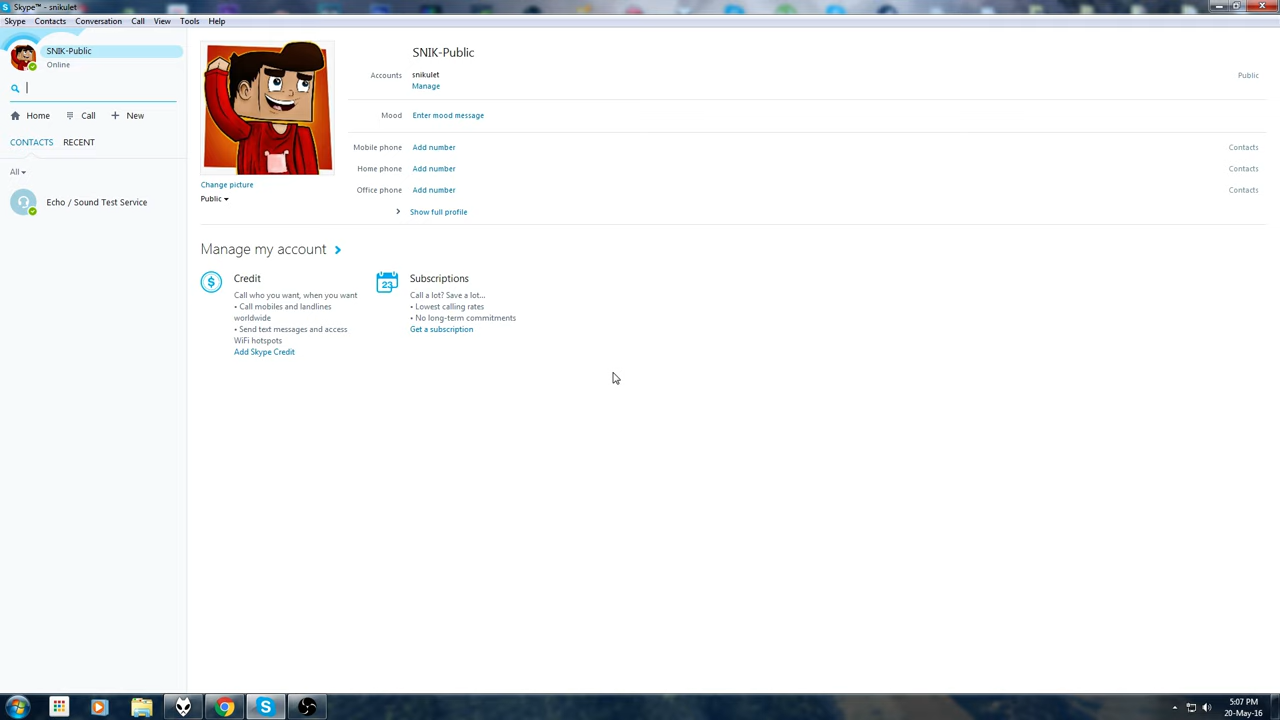 Skype™ - snikulet
Skype Contacts Conversation Call View Tools Help
SNIK-Public
Online
Home Call New
CONTACTS RECENT
All
Echo / Sound Test Service
SNIK-Public
Accounts snikulet Public
Manage
Mood Enter mood message
Mobile phone Add number Contacts
Home phone Add number Contacts
Office phone Add number Contacts
Show full profile
Change picture
Public
Manage my account
Credit
Call who you want, when you want
• Call mobiles and landlines
worldwide
• Send text messages and access
WiFi hotspots
Add Skype Credit
23
Subscriptions
Call a lot? Save a lot...
• Lowest calling rates
• No long-term commitments
Get a subscription
5:07 PM
20-May-16